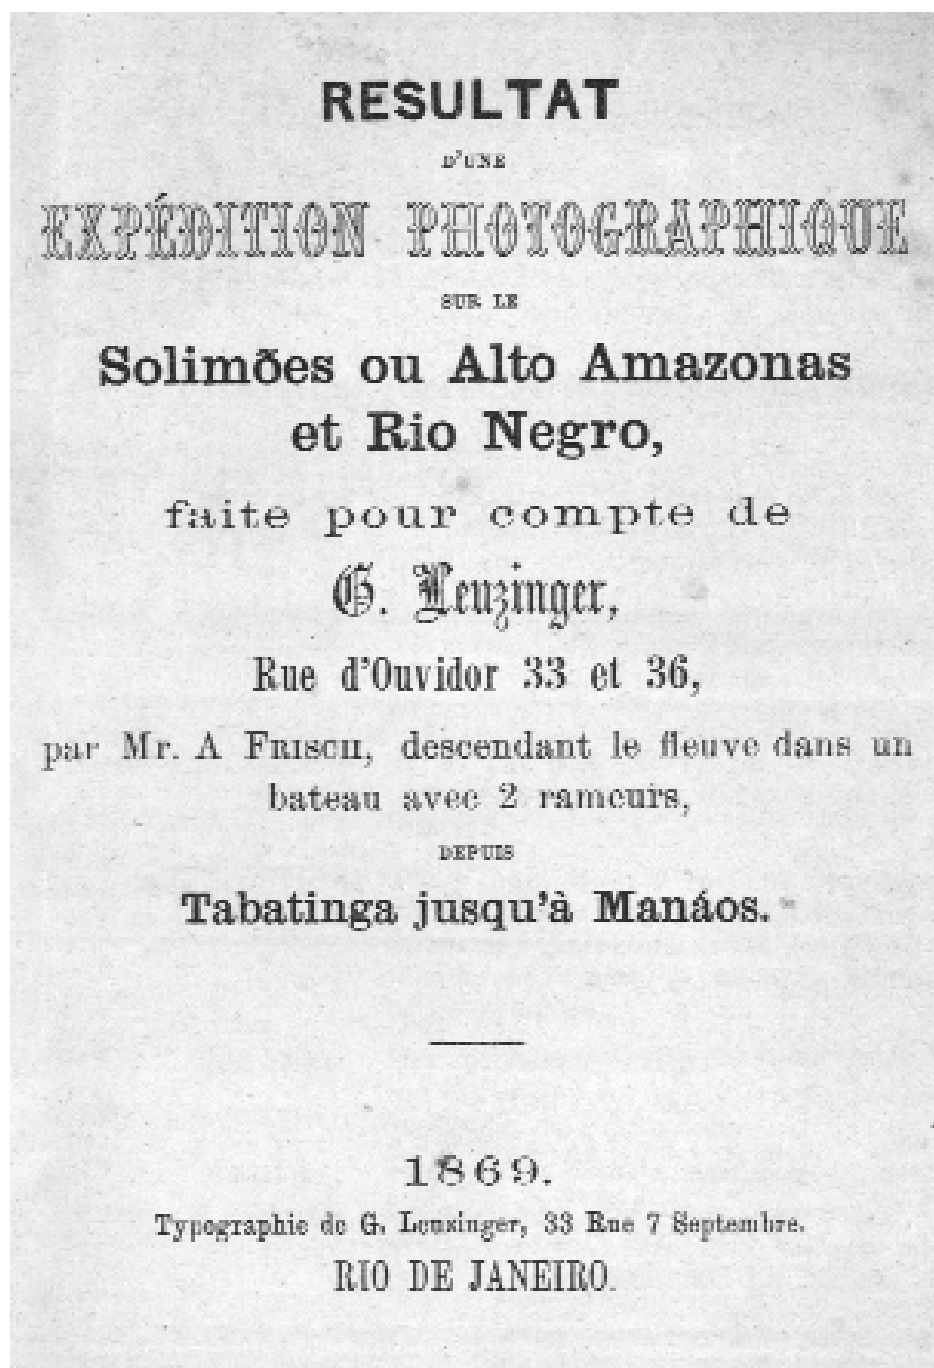 RESULTAT
D'UNE
EXPÉDITION PHOTOGRAPHIQUE
SUR LE
Solimões ou Alto Amazonas
et Rio Negro,
faite pour compte de
G. Leuzinger,
Rue d'Ouvidor 33 et 36,
par Mr. A FRISCH, descendant le fleuve dans un
bateau avec 2 rameurs,
DEPUIS
Tabatinga jusqu'à Manáos.
1869.
Typographie de G. Leuzinger, 33 Rue 7 Septembre.
RIO DE JANEIRO.